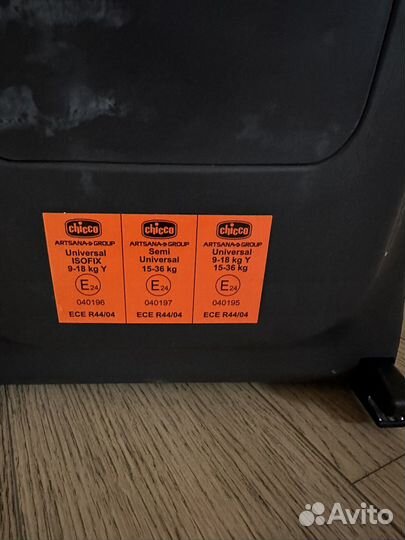 chicco
ARTSANA GROUP
Universal
ISOFIX
9-18 kg Y
E24
040196
ECE R44/04
chicco
ARTSANA GROUP
Semi
Universal
15-36 kg
E24
040197
ECE R44/04
chicco
ARTSANA GROUP
Universal
9-18 kg Y
15-36 kg
E24
040195
ECE R44/04
Avito